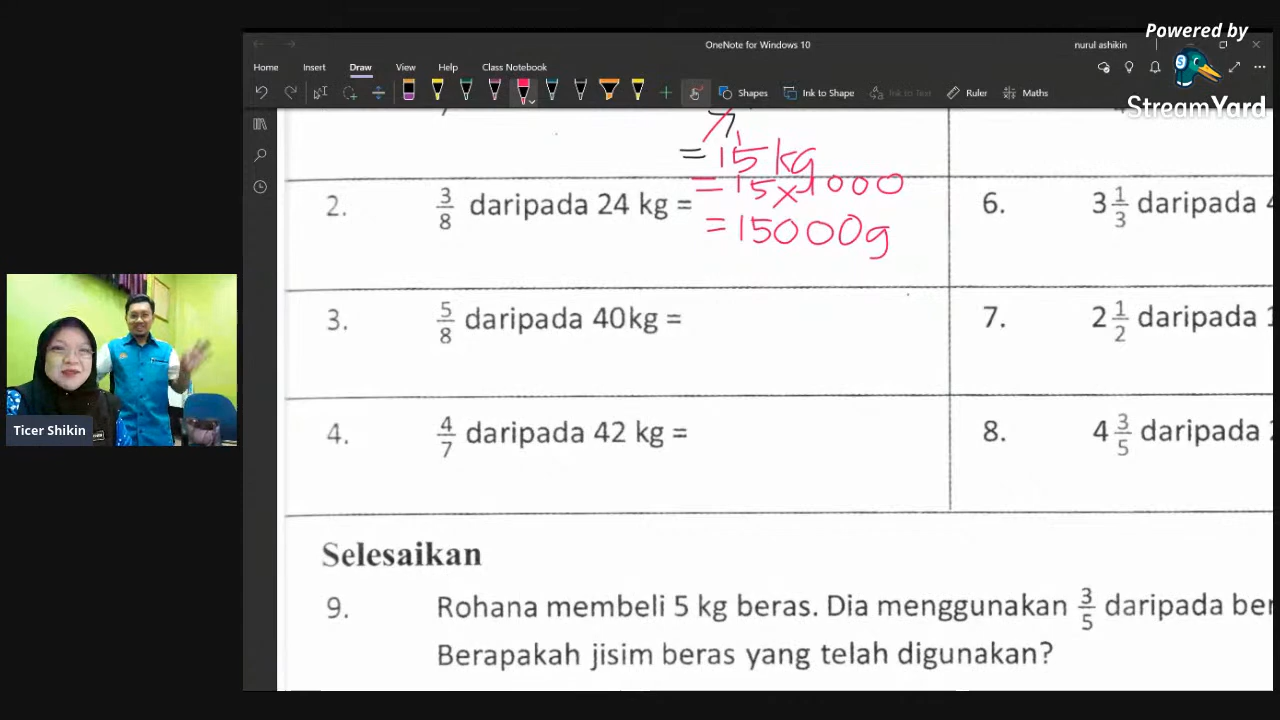 Powered by
StreamYard
OneNote for Windows 10
nurul ashikin
Home Insert Draw View Help Class Notebook
Shapes Ink to Shape Ink to Text Ruler Maths
7
= 15 kg
= 15 x 1000
= 15000g
2. 3/8 daripada 24 kg =
6. 3 1/3 daripada 4
3. 5/8 daripada 40kg =
7. 2 1/2 daripada
4. 4/7 daripada 42 kg =
8. 4 3/5 daripada
Selesaikan
9. Rohana membeli 5 kg beras. Dia menggunakan 3/5 daripada ber
Berapakah jisim beras yang telah digunakan?
Ticer Shikin